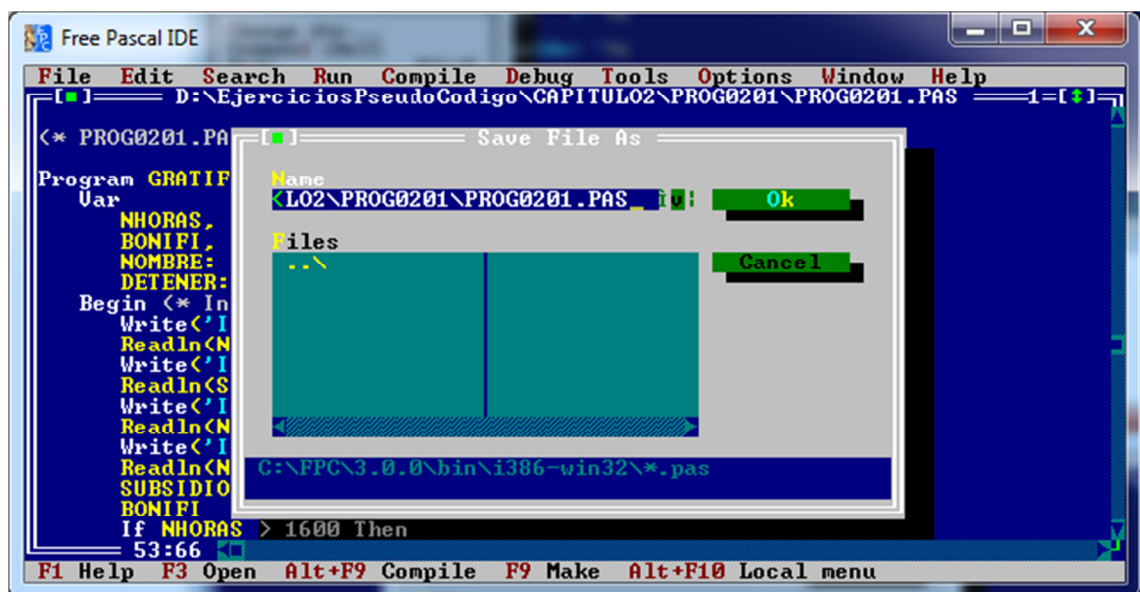 Free Pascal IDE
File Edit Search Run Compile Debug Tools Options Window Help
D:\EjerciciosPseudoCodigo\CAPITULO2\PROG0201\PROG0201.PAS 1
(* PROG0201.PA
Program GRATIF
Var
NHORAS,
BONIFI,
NOMBRE:
DETENER:
Begin (* In
Write('I
Readln(N
Write('I
Readln(S
Write('I
Readln(N
Write('I
Readln(N
SUBSIDIO
BONIFI
If NHORAS > 1600 Then
53:66
Save File As
Name
<LO2\PROG0201\PROG0201.PAS_
Ok
Files
..\
Cancel
C:\FPC\3.0.0\bin\i386-win32\*.pas
F1 Help F3 Open Alt+F9 Compile F9 Make Alt+F10 Local menu